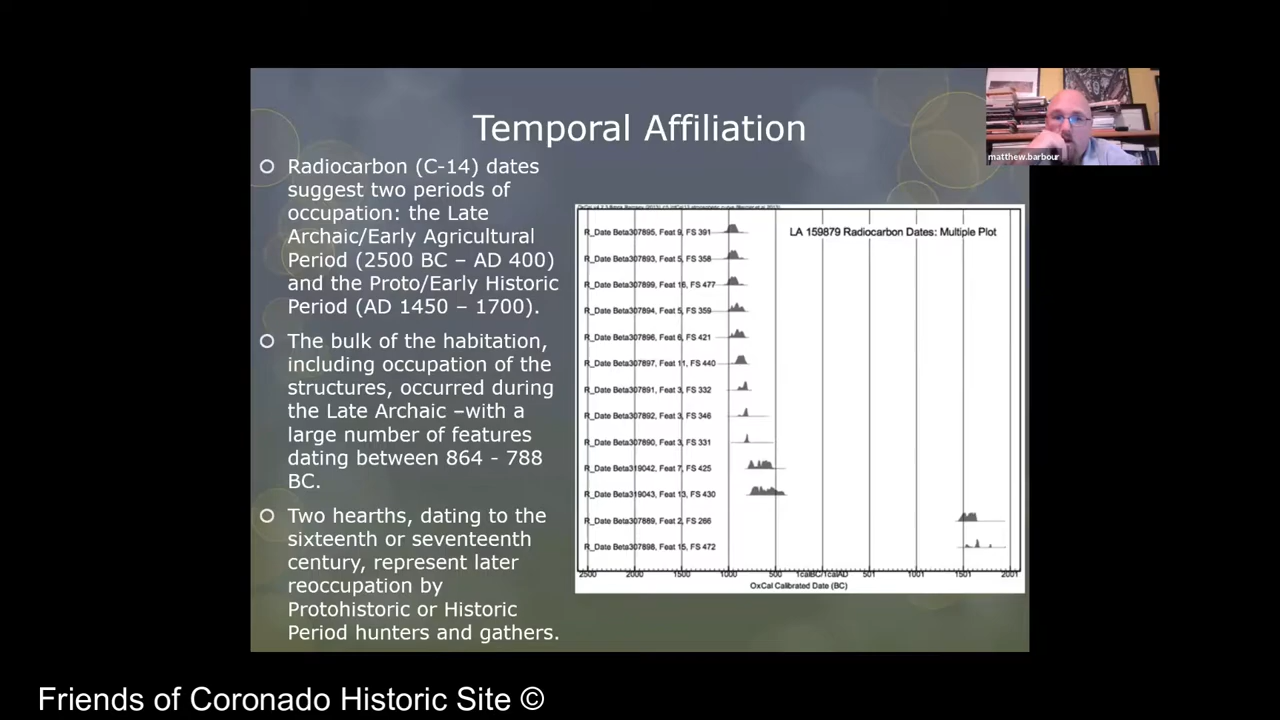 Temporal Affiliation
Radiocarbon (C-14) dates
suggest two periods of
occupation: the Late
Archaic/Early Agricultural
Period (2500 BC – AD 400)
and the Proto/Early Historic
Period (AD 1450 – 1700).
The bulk of the habitation,
including occupation of the
structures, occurred during
the Late Archaic –with a
large number of features
dating between 864 - 788
BC.
Two hearths, dating to the
sixteenth or seventeenth
century, represent later
reoccupation by
Protohistoric or Historic
Period hunters and gathers.
matthew.barbour
LA 159879 Radiocarbon Dates: Multiple Plot
R_Date Beta307895, Feat 9, FS 391
R_Date Beta307893, Feat 5, FS 358
R_Date Beta307899, Feat 16, FS 477
R_Date Beta307894, Feat 5, FS 359
R_Date Beta307896, Feat 6, FS 421
R_Date Beta307897, Feat 11, FS 440
R_Date Beta307891, Feat 3, FS 332
R_Date Beta307892, Feat 3, FS 346
R_Date Beta307890, Feat 3, FS 331
R_Date Beta319042, Feat 7, FS 425
R_Date Beta319043, Feat 13, FS 430
R_Date Beta307889, Feat 2, FS 266
R_Date Beta307898, Feat 15, FS 472
2500 2000 1500 1000 500 1calBC/1calAD 501 1001 1501 2001
OxCal Calibrated Date (BC)
Friends of Coronado Historic Site ©